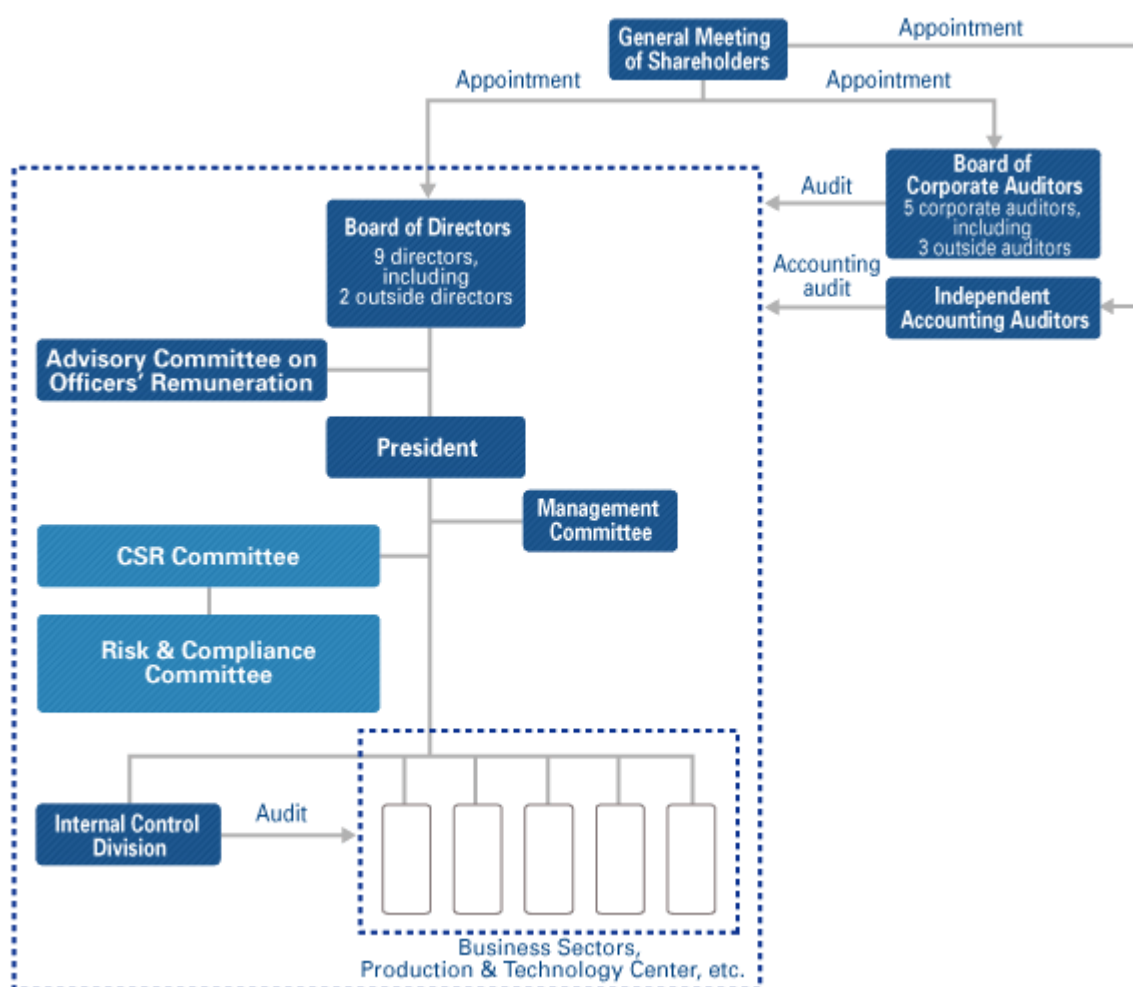 General Meeting
of Shareholders
Appointment
Appointment
Appointment
Board of
Corporate Auditors
5 corporate auditors,
including
3 outside auditors
Audit
Board of Directors
9 directors,
including
2 outside directors
Accounting
audit
Independent
Accounting Auditors
Advisory Committee on
Officers’ Remuneration
President
Management
Committee
CSR Committee
Risk & Compliance
Committee
Internal Control
Division
Audit
Business Sectors,
Production & Technology Center, etc.